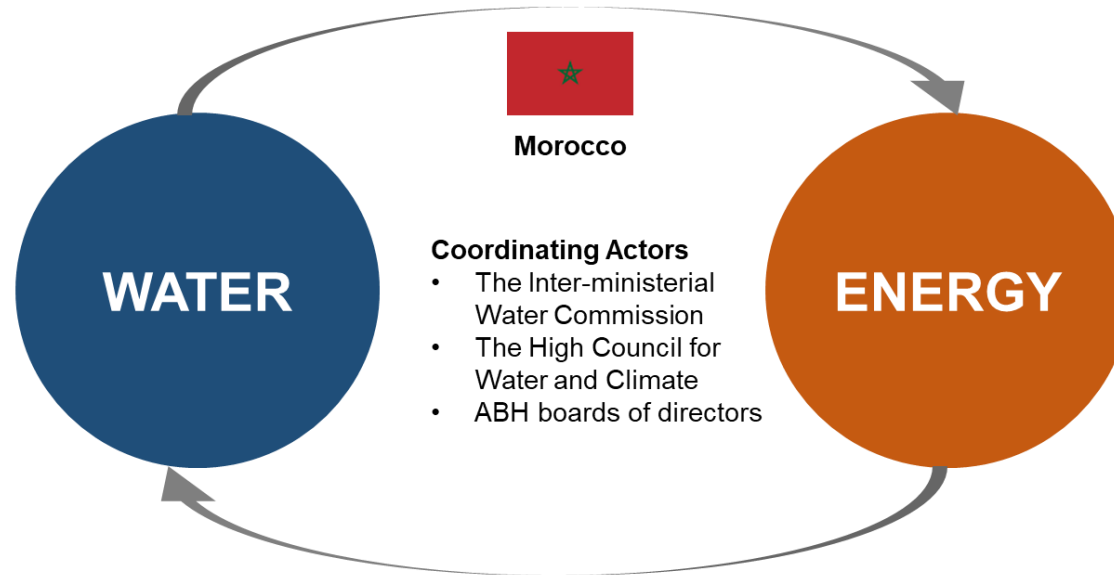 Morocco
WATER
Coordinating Actors
• The Inter-ministerial
Water Commission
• The High Council for
Water and Climate
• ABH boards of directors
ENERGY